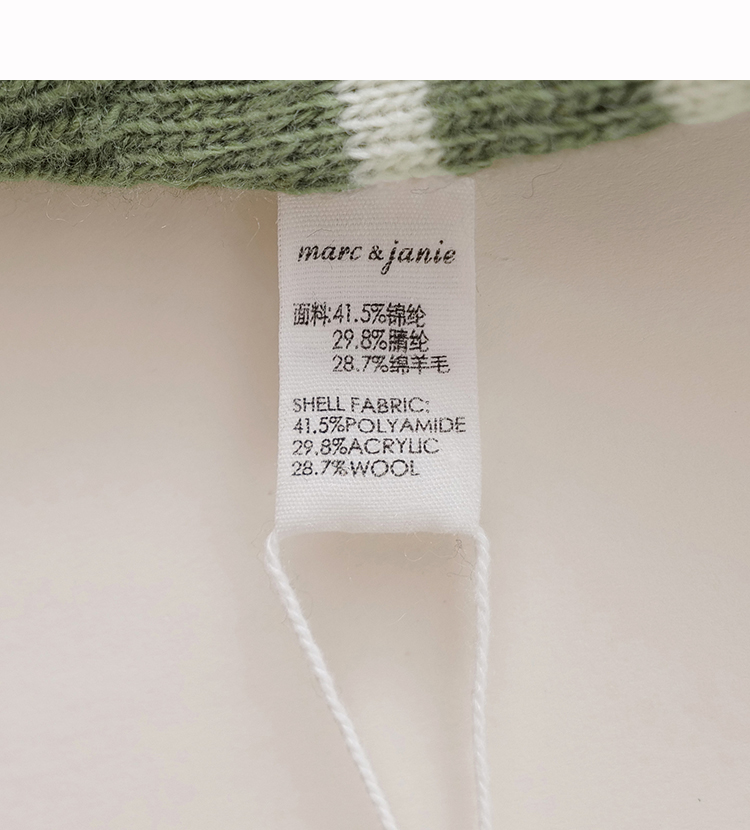 marc & janie
面料:41.5%锦纶
29.8%腈纶
28.7%绵羊毛
SHELL FABRIC:
41.5%POLYAMIDE
29.8%ACRYLIC
28.7%WOOL